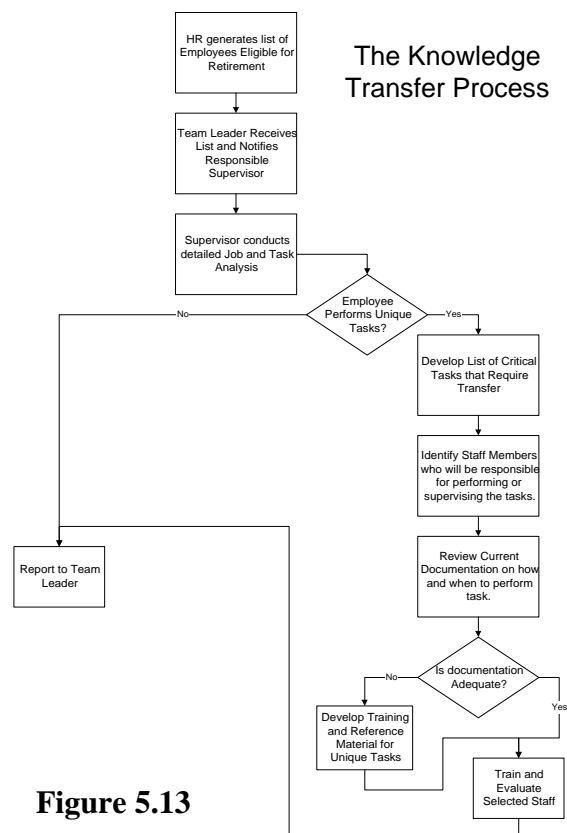 The Knowledge
Transfer Process
HR generates list of
Employees Eligible for
Retirement
Team Leader Receives
List and Notifies
Responsible
Supervisor
Supervisor conducts
detailed Job and Task
Analysis
Employee
Performs Unique
Tasks?
No
Yes
Develop List of Critical
Tasks that Require
Transfer
Identify Staff Members
who will be responsible
for performing or
supervising the tasks.
Report to Team
Leader
Review Current
Documentation on how
and when to perform
task.
Is documentation
Adequate?
No
Yes
Develop Training
and Reference
Material for
Unique Tasks
Train and
Evaluate
Selected Staff
Figure 5.13